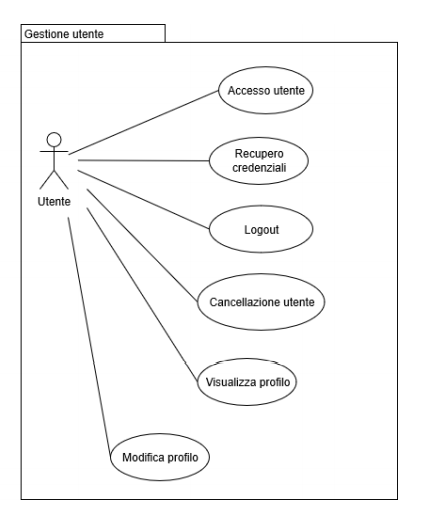 Gestione utente
Accesso utente
Recupero
credenziali
Utente
Logout
Cancellazione utente
Visualizza profilo
Modifica profilo